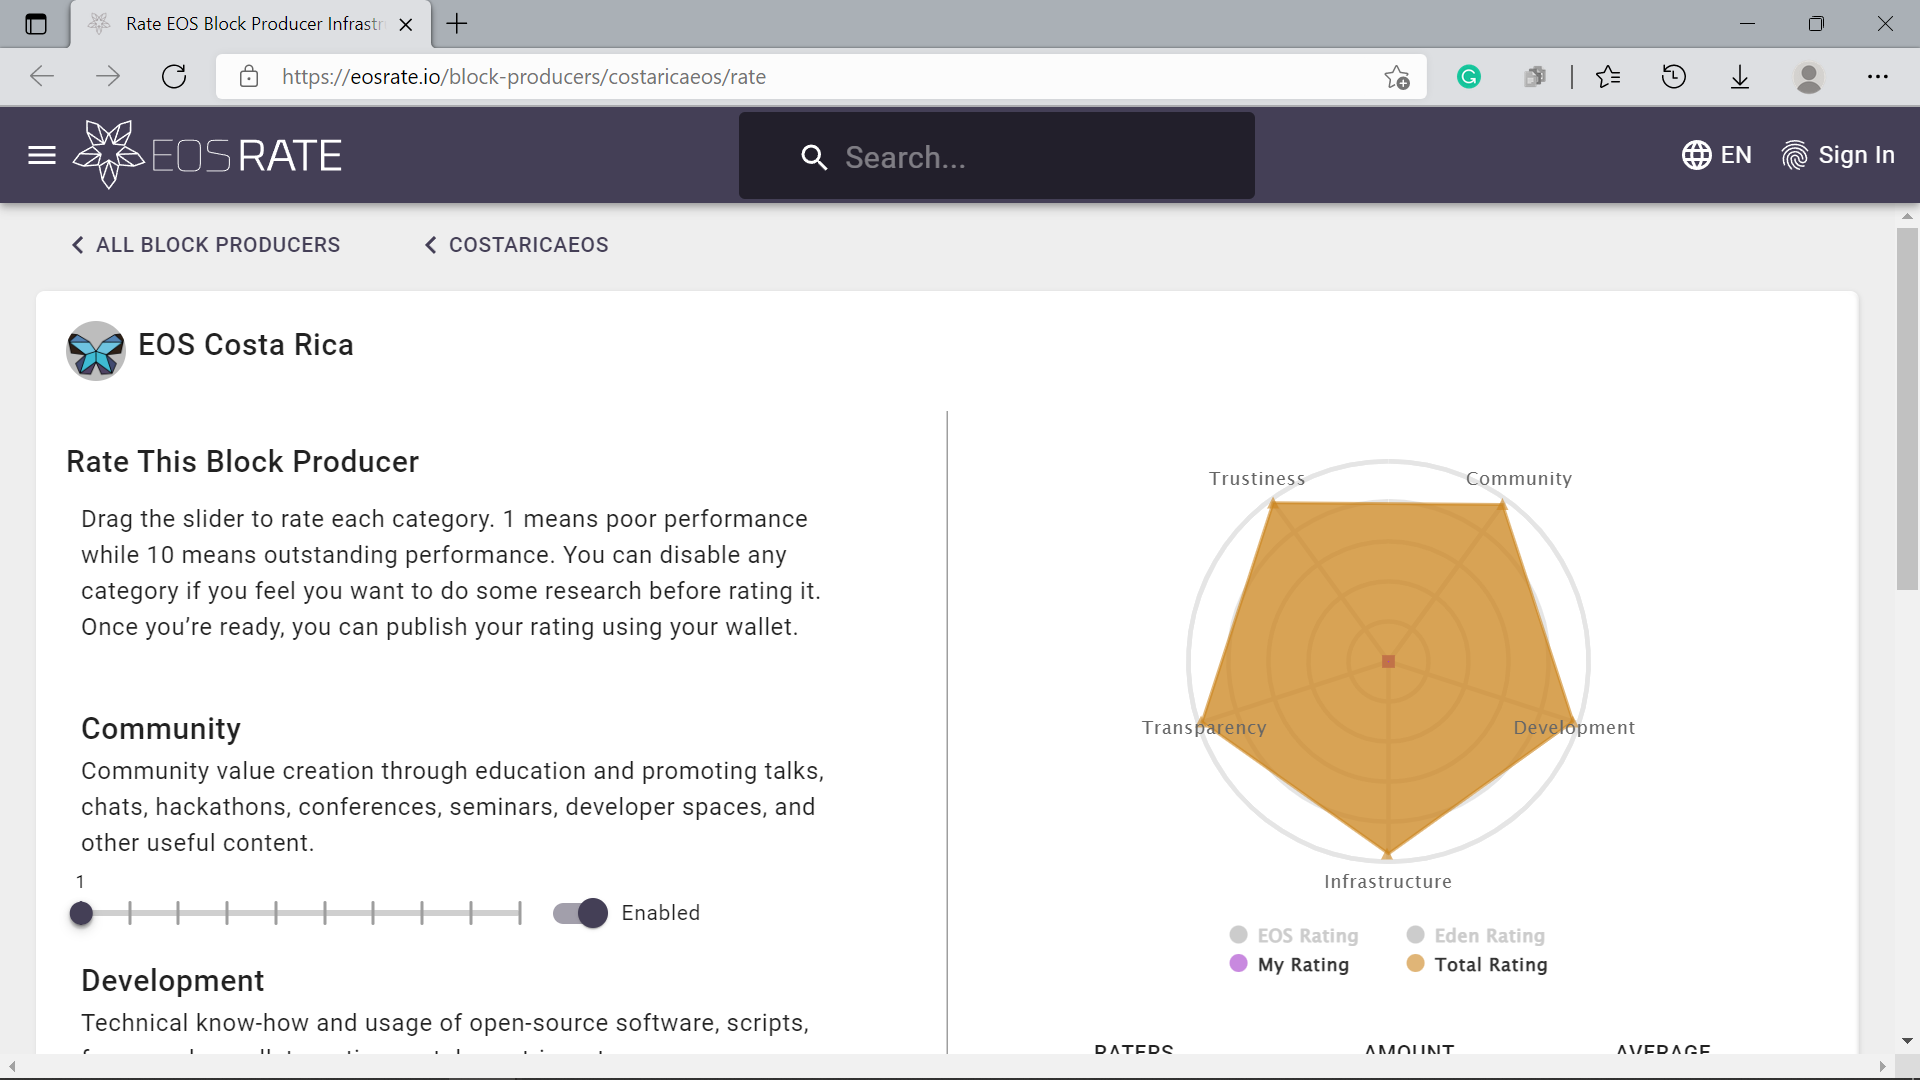 Rate EOS Block Producer Infrastr
https://eosrate.io/block-producers/costaricaeos/rate
EOS RATE
Search...
EN
Sign In
ALL BLOCK PRODUCERS
COSTARICAEOS
EOS Costa Rica
Rate This Block Producer
Drag the slider to rate each category. 1 means poor performance
while 10 means outstanding performance. You can disable any
category if you feel you want to do some research before rating it.
Once you’re ready, you can publish your rating using your wallet.
Community
Community value creation through education and promoting talks,
chats, hackathons, conferences, seminars, developer spaces, and
other useful content.
1
Enabled
Development
Technical know-how and usage of open-source software, scripts,
Trustiness
Community
Transparency
Development
Infrastructure
EOS Rating
Eden Rating
My Rating
Total Rating
RATERS
AMOUNT
AVERAGE